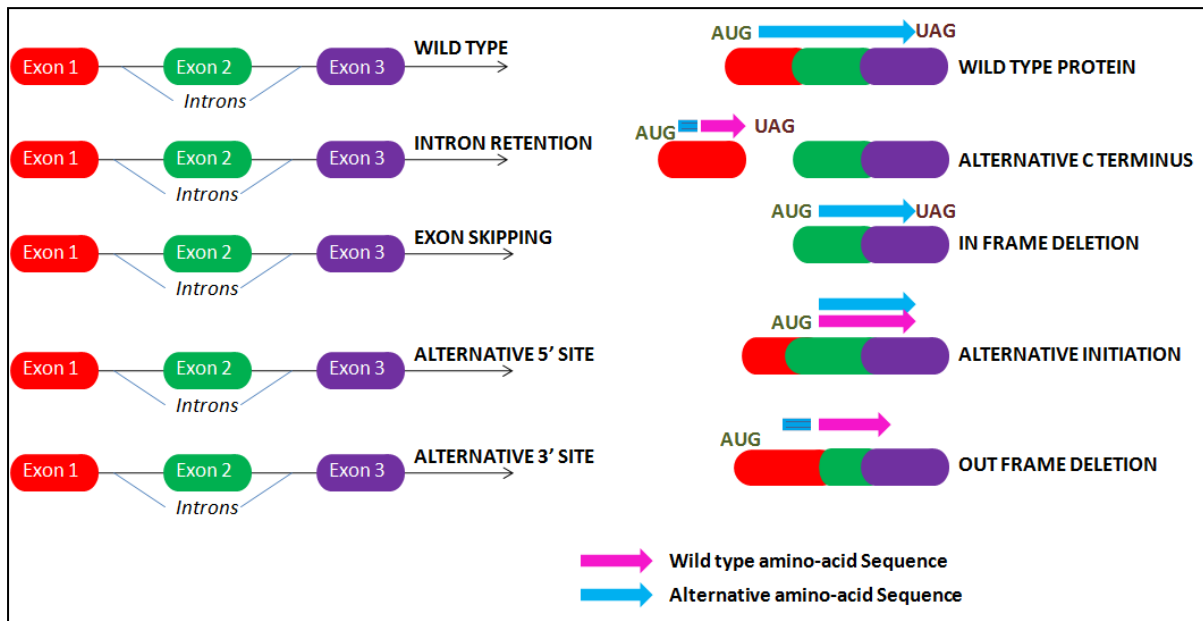 AUG UAG
Exon 1 Exon 2 Exon 3 WILD TYPE WILD TYPE PROTEIN
Introns
AUG UAG
Exon 1 Exon 2 Exon 3 INTRON RETENTION ALTERNATIVE C TERMINUS
Introns
AUG UAG
Exon 1 Exon 2 Exon 3 EXON SKIPPING IN FRAME DELETION
Introns
AUG
Exon 1 Exon 2 Exon 3 ALTERNATIVE 5' SITE ALTERNATIVE INITIATION
Introns
AUG
Exon 1 Exon 2 Exon 3 ALTERNATIVE 3' SITE OUT FRAME DELETION
Introns
Wild type amino-acid Sequence
Alternative amino-acid Sequence